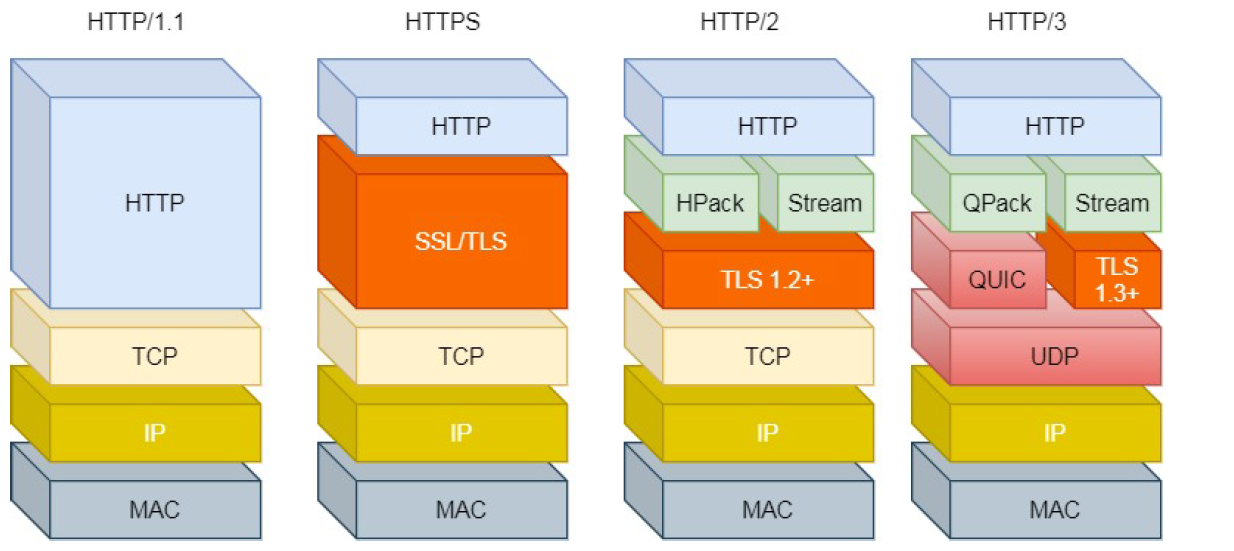 HTTP/1.1
HTTPS
HTTP/2
HTTP/3
HTTP
TCP
IP
MAC
HTTP
SSL/TLS
TCP
IP
MAC
HTTP
HPack
Stream
TLS 1.2+
TCP
IP
MAC
HTTP
QPack
Stream
QUIC
TLS
1.3+
UDP
IP
MAC